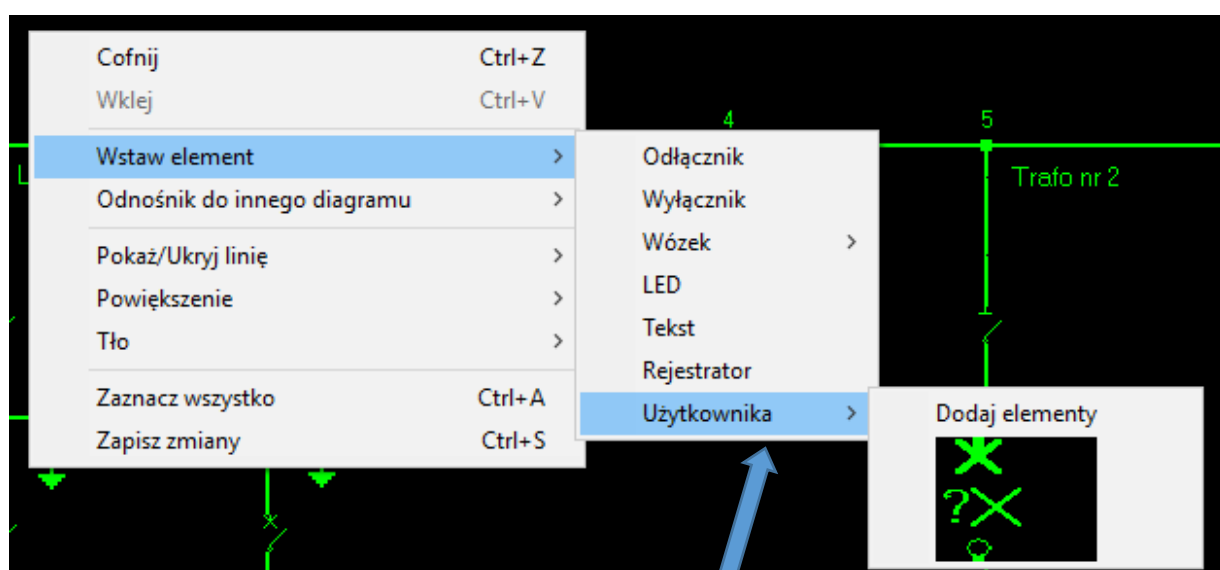 Cofnij Ctrl+Z
Wklej Ctrl+V
Wstaw element >
Odnośnik do innego diagramu >
Pokaż/Ukryj linię >
Powiększenie >
Tło >
Zaznacz wszystko Ctrl+A
Zapisz zmiany Ctrl+S
L
4
5
Trafo nr 2
Odłącznik
Wyłącznik
Wózek >
LED
Tekst
Rejestrator
Użytkownika >
Dodaj elementy
?